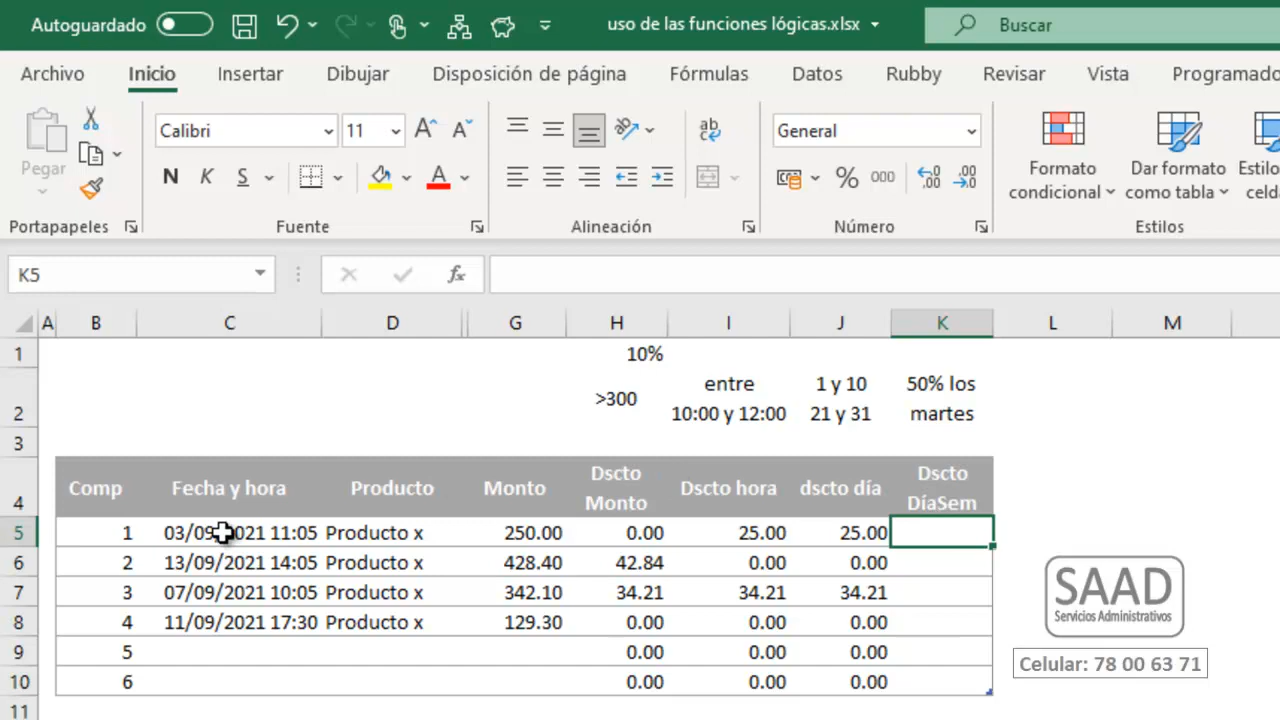 Autoguardado
uso de las funciones lógicas.xlsx
Buscar
Archivo Inicio Insertar Dibujar Disposición de página Fórmulas Datos Rubby Revisar Vista Programado
Pegar
Calibri 11
N K S
ab
General
% 000
Formato
condicional
Dar formato
como tabla
Estilo
celd
Portapapeles Fuente Alineación Número Estilos
K5 fx
A B C D G H I J K L M
1 10%
2 >300 entre
10:00 y 12:00 1 y 10
21 y 31 50% los
martes
3
4 Comp Fecha y hora Producto Monto Dscto
Monto Dscto hora dscto día Dscto
DíaSem
5 1 03/09/2021 11:05 Producto x 250.00 0.00 25.00 25.00
6 2 13/09/2021 14:05 Producto x 428.40 42.84 0.00 0.00
7 3 07/09/2021 10:05 Producto x 342.10 34.21 34.21 34.21
8 4 11/09/2021 17:30 Producto x 129.30 0.00 0.00 0.00
9 5 0.00 0.00 0.00
10 6 0.00 0.00 0.00
11
SAAD
Servicios Administrativos
Celular: 78 00 63 71